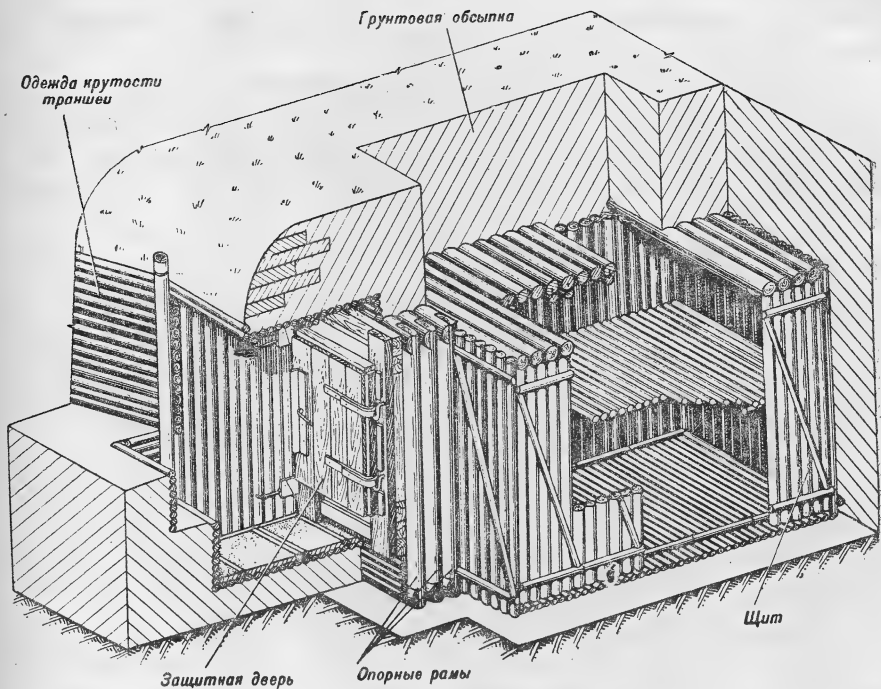 Грунтовая обсыпка
Одежда крутости
траншеи
Щит
Защитная дверь
Опорные рамы